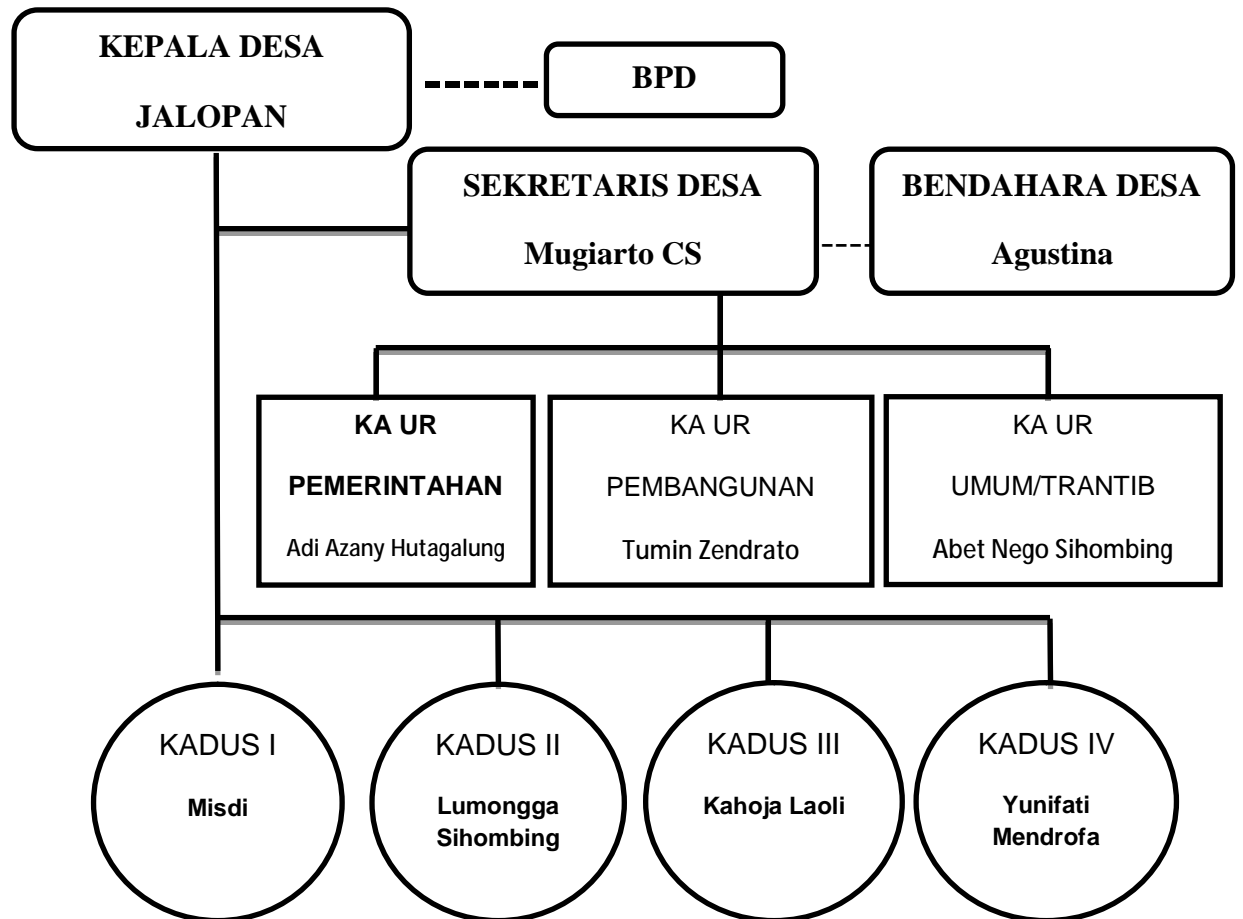 KEPALA DESA
JALOPAN
BPD
SEKRETARIS DESA
Mugiarto CS
BENDAHARA DESA
Agustina
KA UR
PEMERINTAHAN
Adi Azany Hutagalung
KA UR
PEMBANGUNAN
Tumin Zendrato
KA UR
UMUM/TRANTIB
Abet Nego Sihombing
KADUS I
Misdi
KADUS II
Lumongga
Sihombing
KADUS III
Kahoja Laoli
KADUS IV
Yunifati
Mendrofa